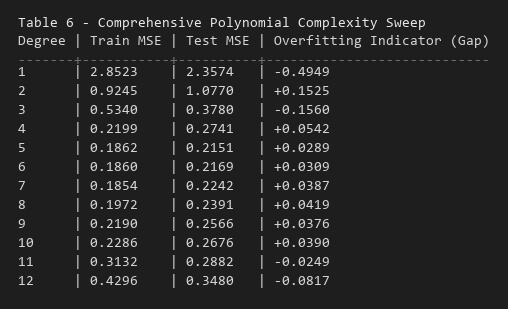 Table 6 - Comprehensive Polynomial Complexity Sweep
Degree | Train MSE | Test MSE | Overfitting Indicator (Gap)
-------+-----------+----------+----------------------------
1      | 2.8523    | 2.3574   | -0.4949
2      | 0.9245    | 1.0770   | +0.1525
3      | 0.5340    | 0.3780   | -0.1560
4      | 0.2199    | 0.2741   | +0.0542
5      | 0.1862    | 0.2151   | +0.0289
6      | 0.1860    | 0.2169   | +0.0309
7      | 0.1854    | 0.2242   | +0.0387
8      | 0.1972    | 0.2391   | +0.0419
9      | 0.2190    | 0.2566   | +0.0376
10     | 0.2286    | 0.2676   | +0.0390
11     | 0.3132    | 0.2882   | -0.0249
12     | 0.4296    | 0.3480   | -0.0817